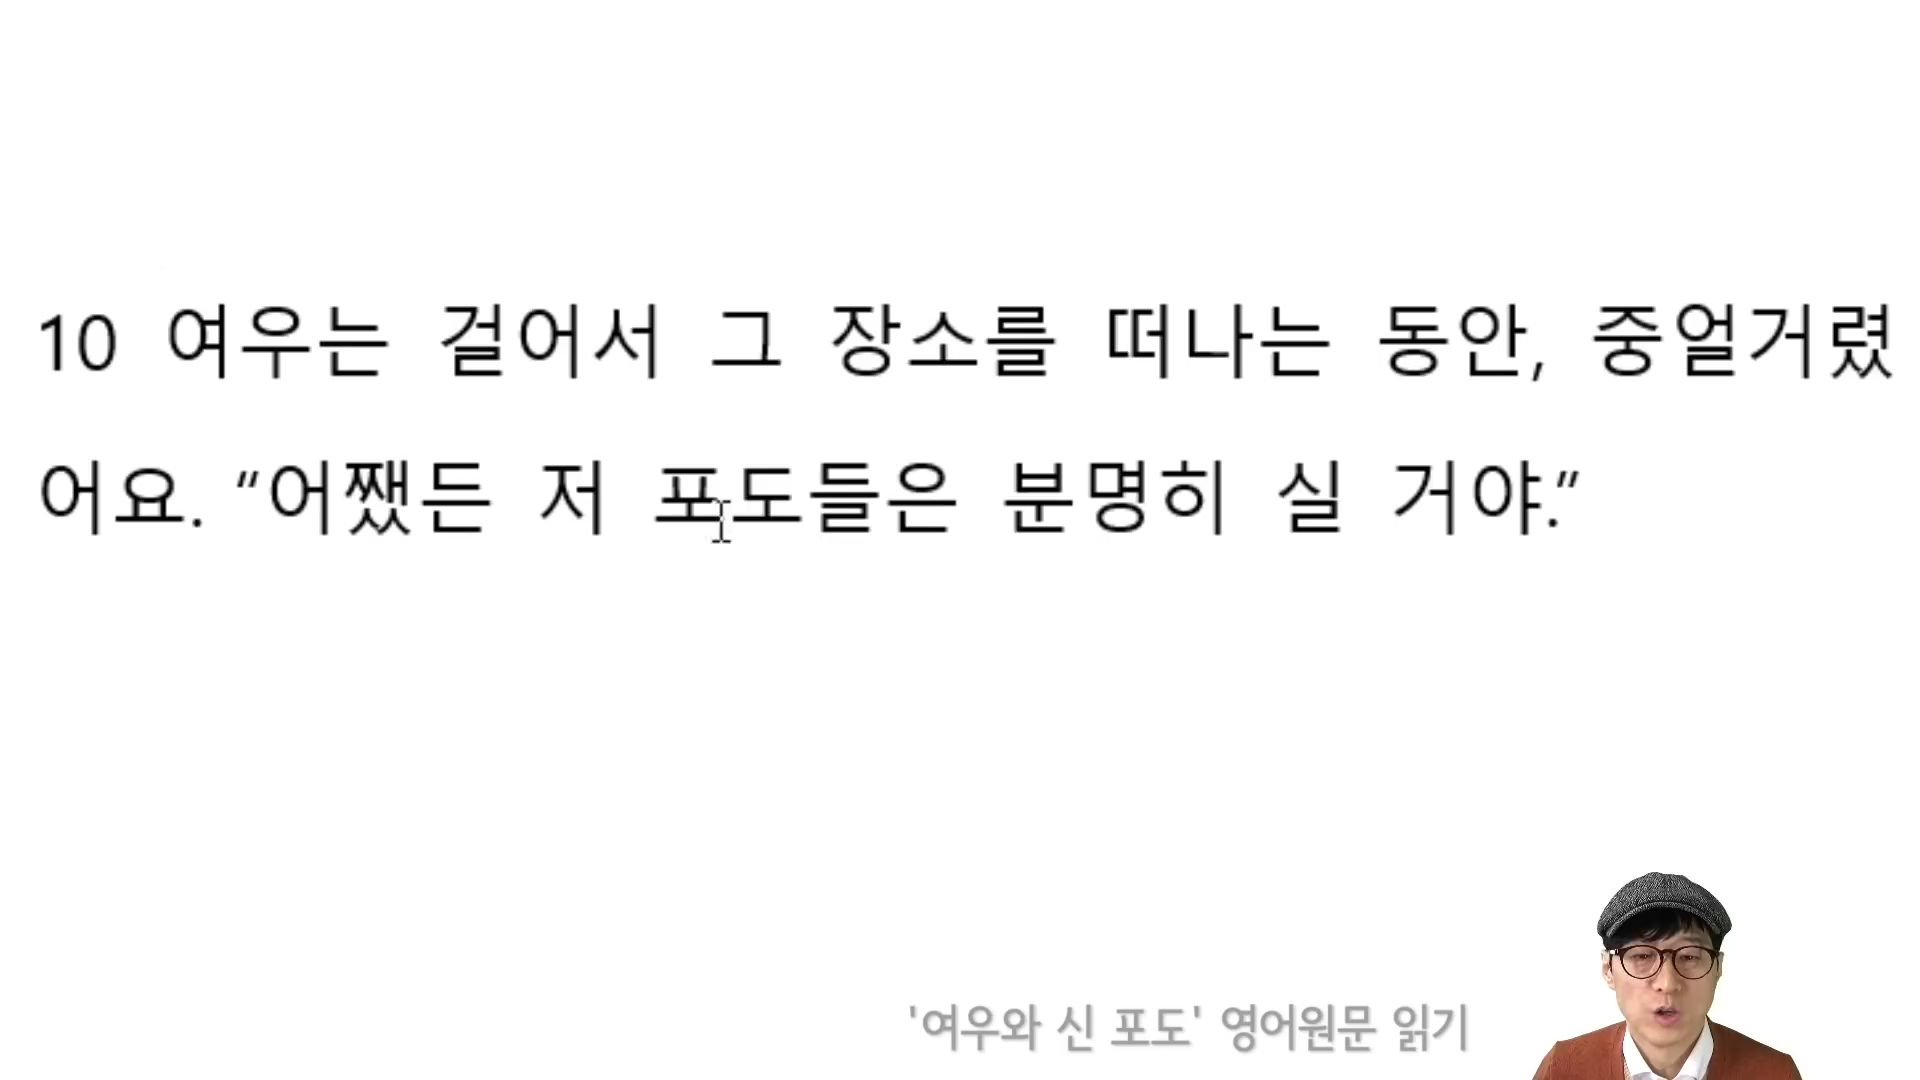 10 여우는 걸어서 그 장소를 떠나는 동안, 중얼거렸
어요. “어쨌든 저 포도들은 분명히 실 거야.”
'여우와 신 포도' 영어원문 읽기